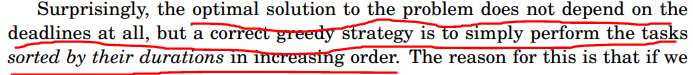 Surprisingly, the optimal solution to the problem does not depend on the
deadlines at all, but a correct greedy strategy is to simply perform the tasks
sorted by their durations in increasing order. The reason for this is that if we